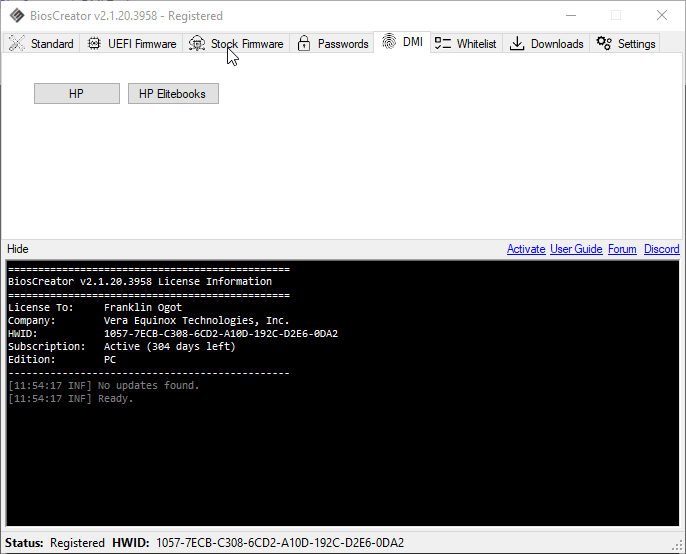 BiosCreator v2.1.20.3958 - Registered
Standard UEFI Firmware Stock Firmware Passwords DMI Whitelist Downloads Settings
HP HP Elitebooks
Hide Activate User Guide Forum Discord
===============================================
BiosCreator v2.1.20.3958 License Information
===============================================
License To: Franklin Ogot
Company: Vera Equinox Technologies, Inc.
HWID: 1057-7ECB-C308-6CD2-A10D-192C-D2E6-0DA2
Subscription: Active (304 days left)
Edition: PC
-----------------------------------------------
[11:54:17 INF] No updates found.
[11:54:17 INF] Ready.
Status: Registered HWID: 1057-7ECB-C308-6CD2-A10D-192C-D2E6-0DA2